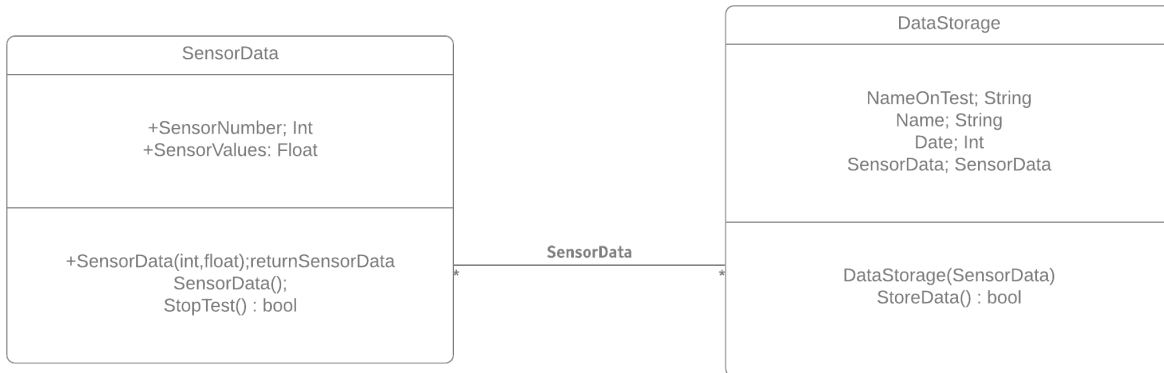 SensorData
+SensorNumber; Int
+SensorValues: Float
+SensorData(int,float);returnSensorData
SensorData();
StopTest() : bool
SensorData
*
*
DataStorage
NameOnTest; String
Name; String
Date; Int
SensorData; SensorData
DataStorage(SensorData)
StoreData() : bool